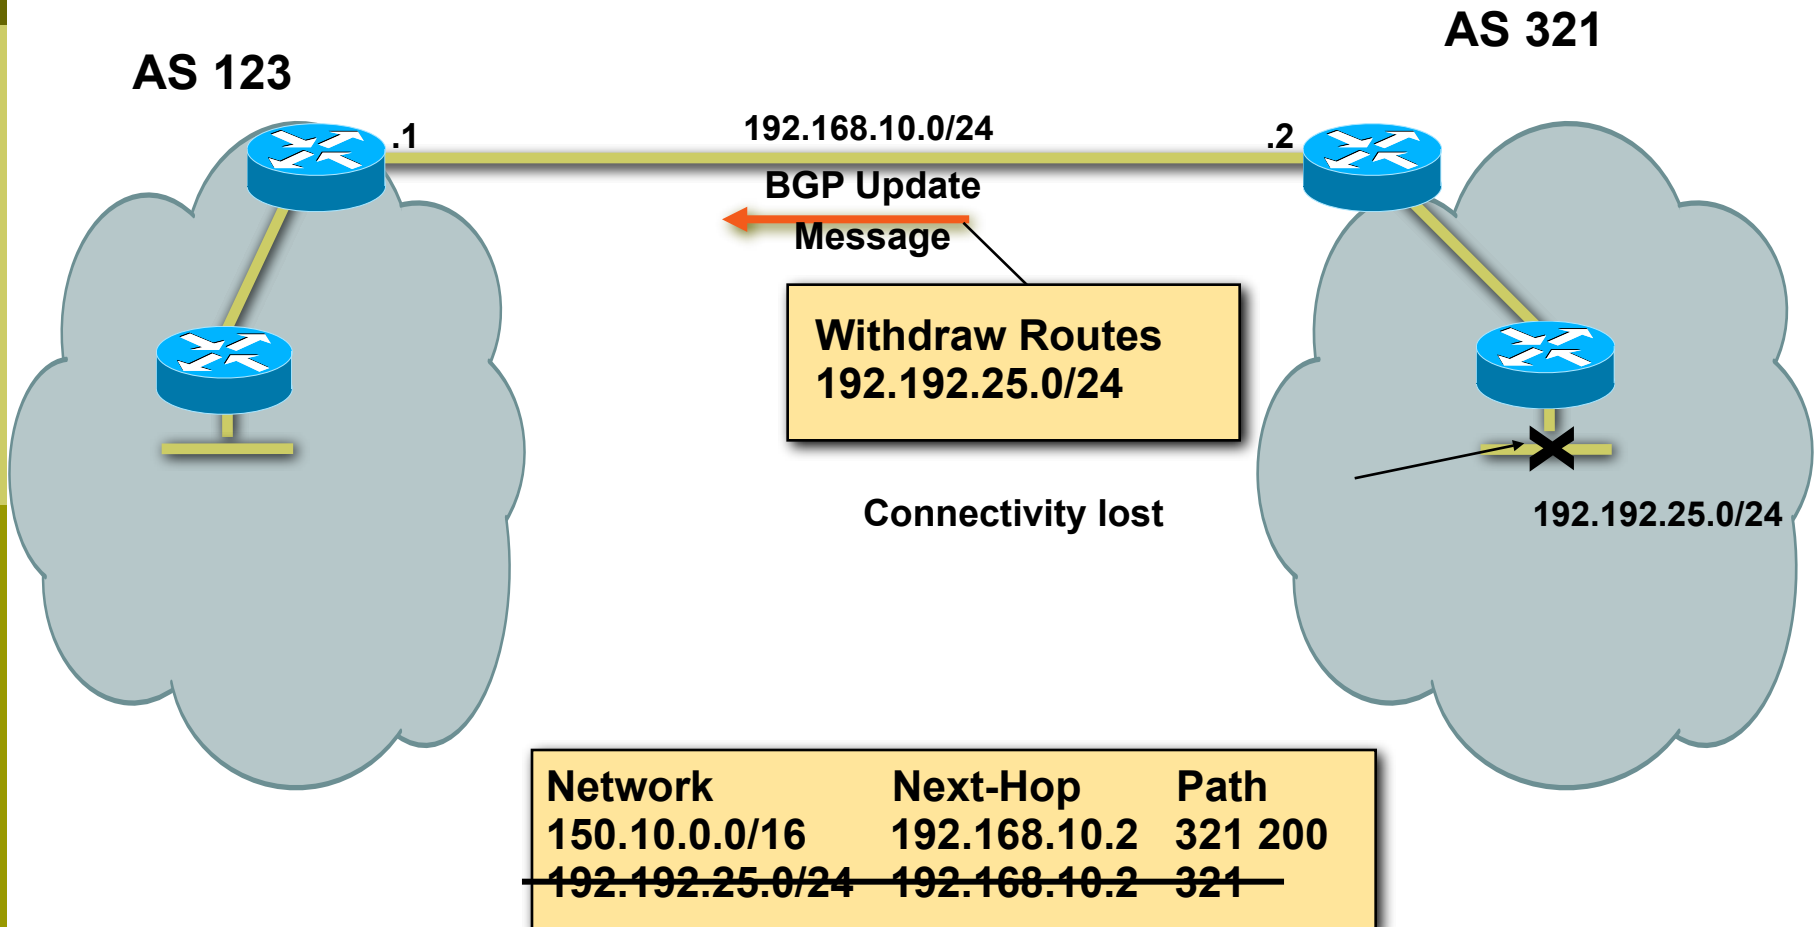 AS 321
AS 123
.1
192.168.10.0/24
.2
BGP Update
Message
Withdraw Routes
192.192.25.0/24
Connectivity lost
192.192.25.0/24
Network Next-Hop Path
150.10.0.0/16 192.168.10.2 321 200
192.192.25.0/24 192.168.10.2 321